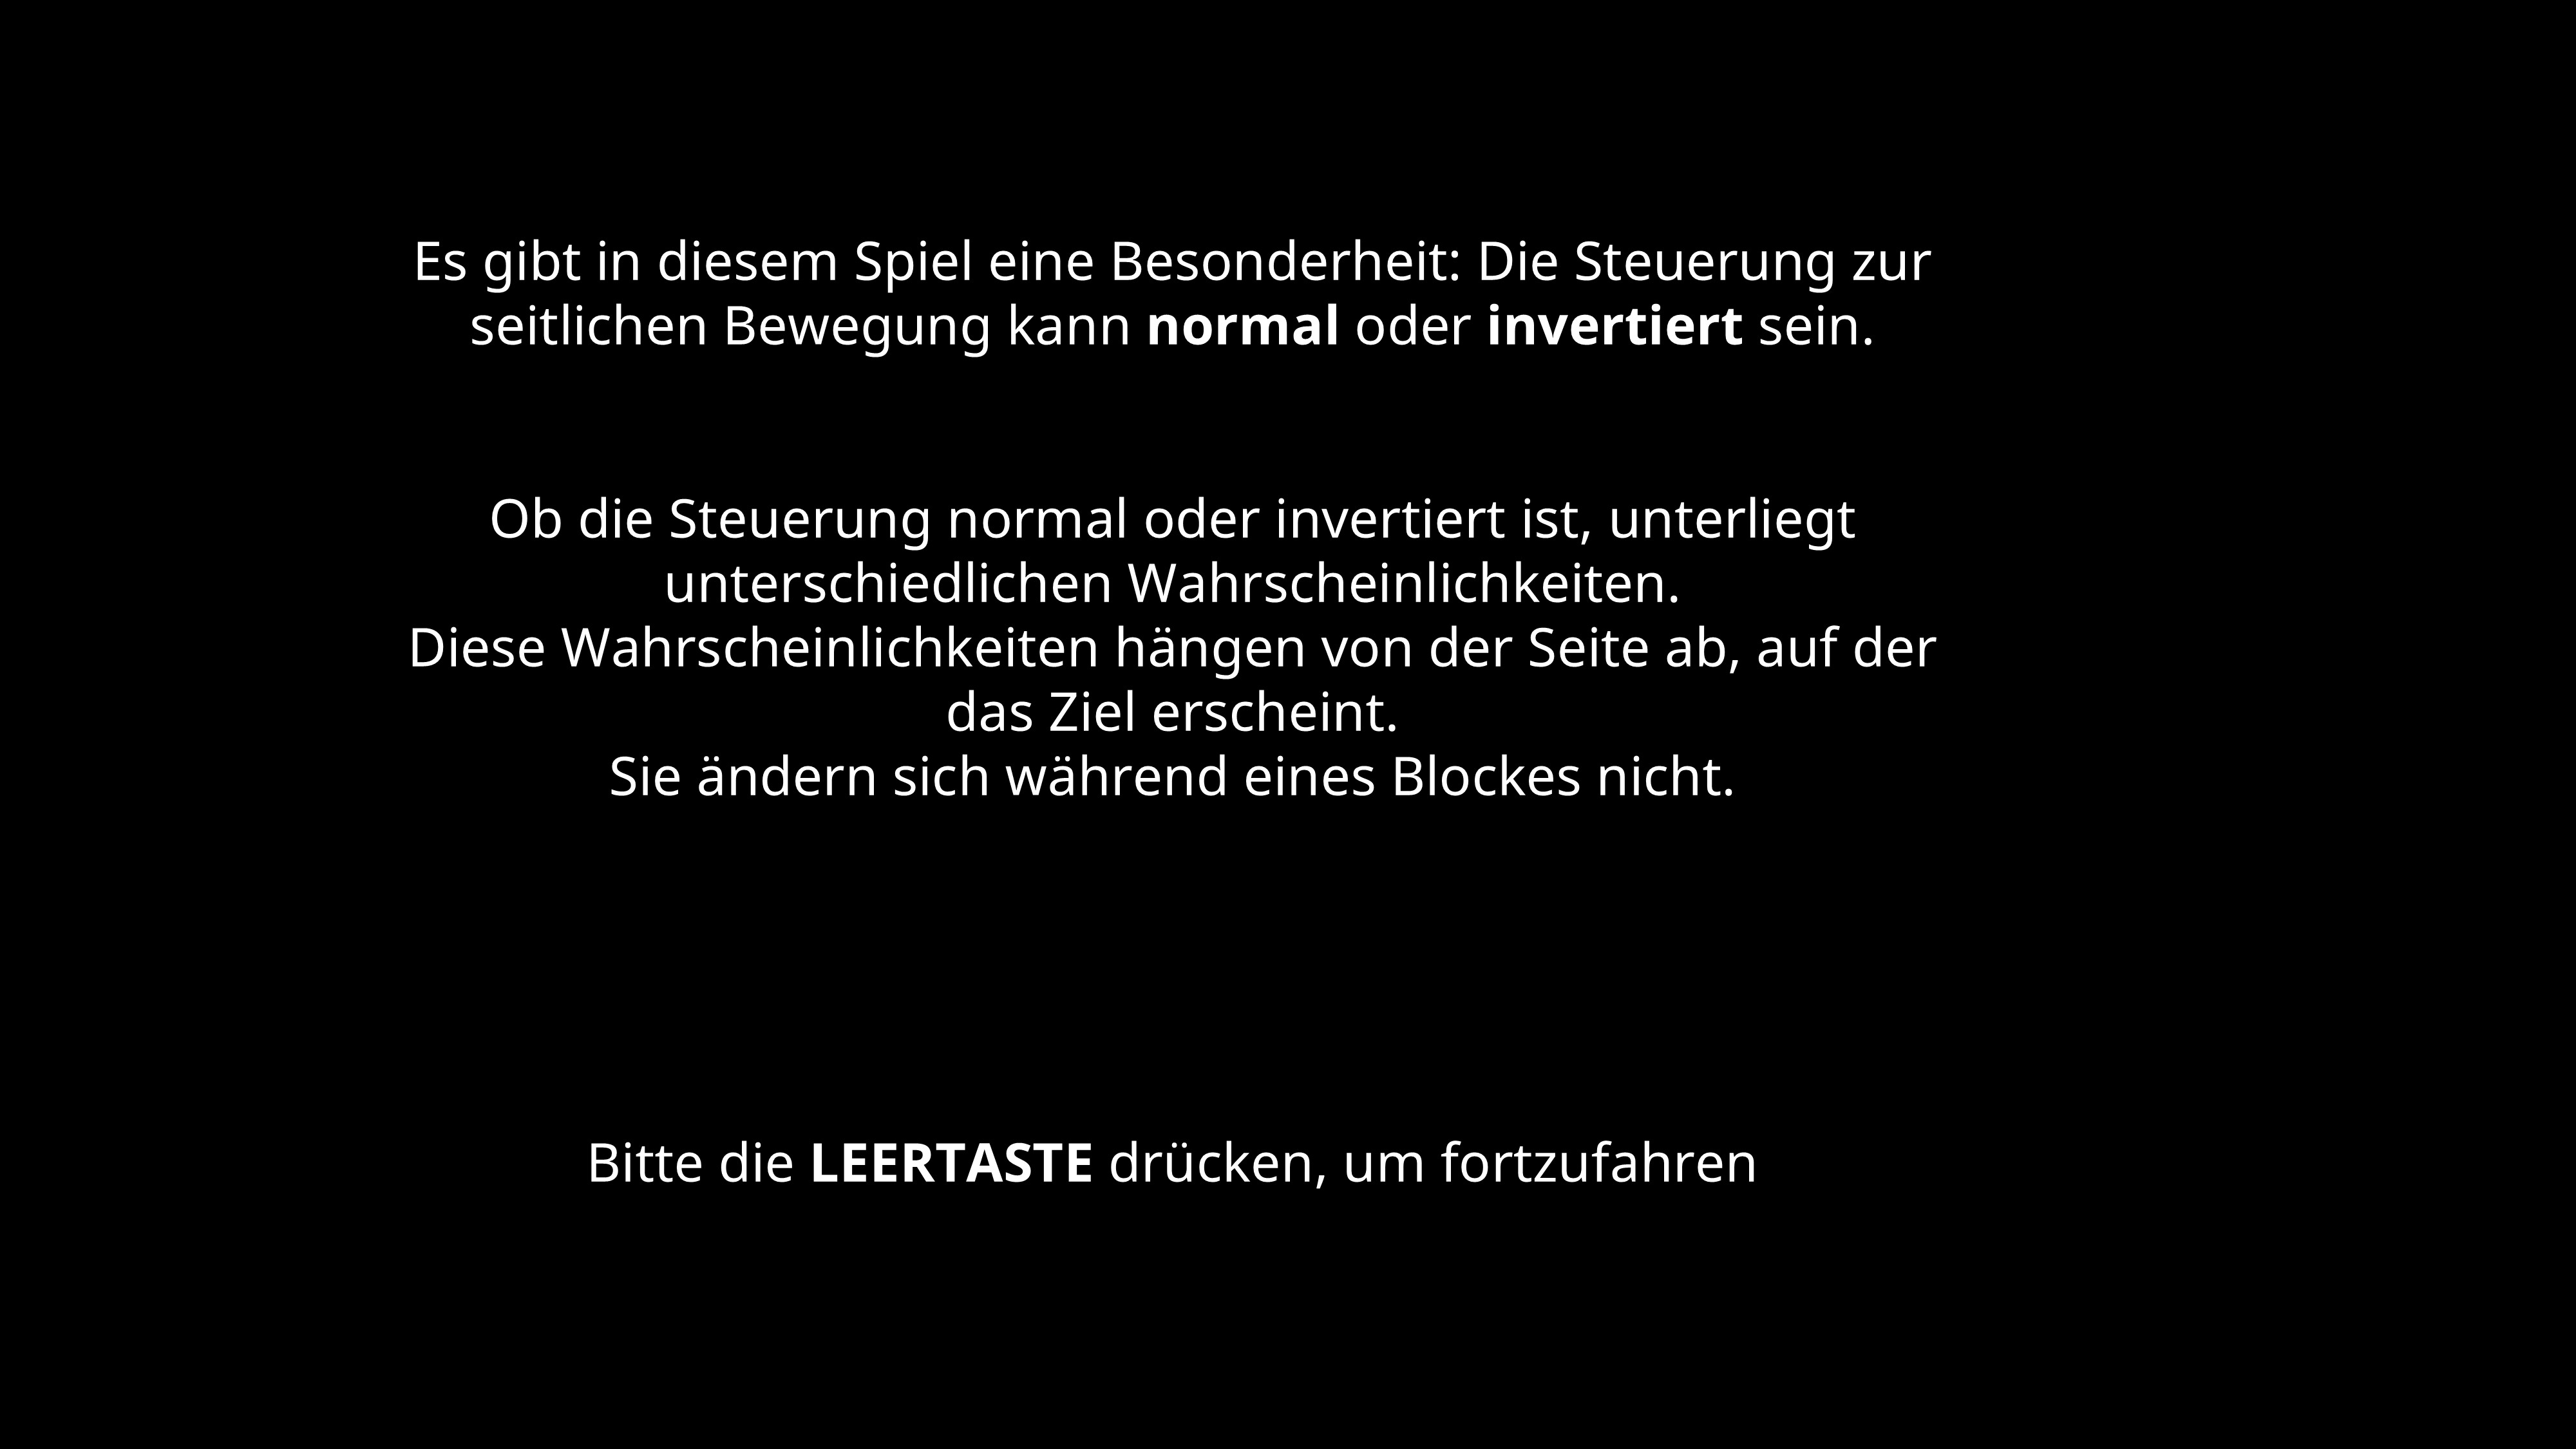 Es gibt in diesem Spiel eine Besonderheit: Die Steuerung zur
seitlichen Bewegung kann normal oder invertiert sein.
Ob die Steuerung normal oder invertiert ist, unterliegt
unterschiedlichen Wahrscheinlichkeiten.
Diese Wahrscheinlichkeiten hängen von der Seite ab, auf der
das Ziel erscheint.
Sie ändern sich während eines Blockes nicht.
Bitte die LEERTASTE drücken, um fortzufahren